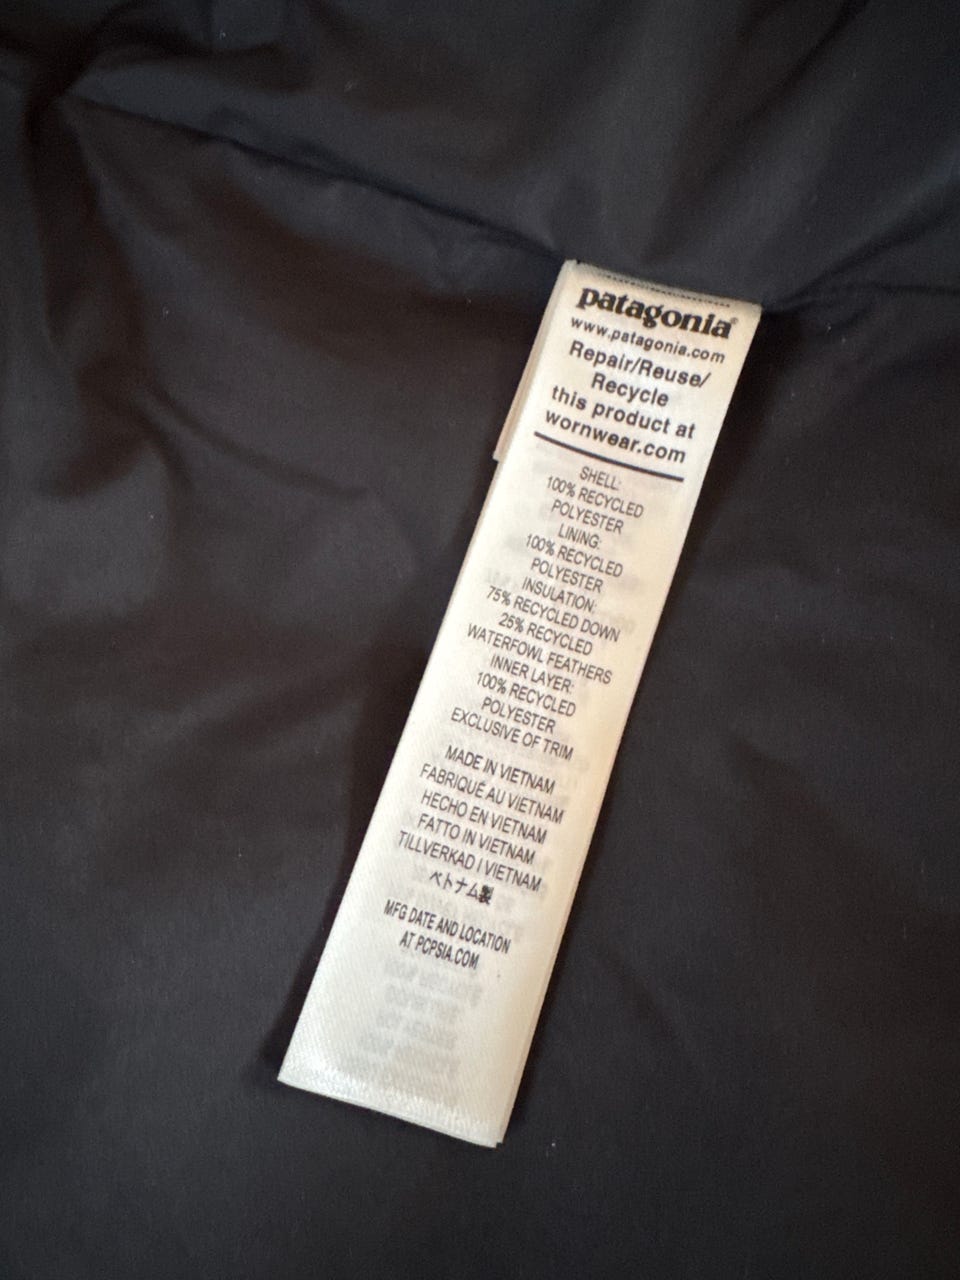 patagonia®
www.patagonia.com
Repair/Reuse/
Recycle
this product at
wornwear.com
SHELL:
100% RECYCLED
POLYESTER
LINING:
100% RECYCLED
POLYESTER
INSULATION:
75% RECYCLED DOWN
25% RECYCLED
WATERFOWL FEATHERS
INNER LAYER:
100% RECYCLED
POLYESTER
EXCLUSIVE OF TRIM
MADE IN VIETNAM
FABRIQUÉ AU VIETNAM
HECHO EN VIETNAM
FATTO IN VIETNAM
TILLVERKAD I VIETNAM
ベトナム製
MFG DATE AND LOCATION
AT PCPSIA.COM